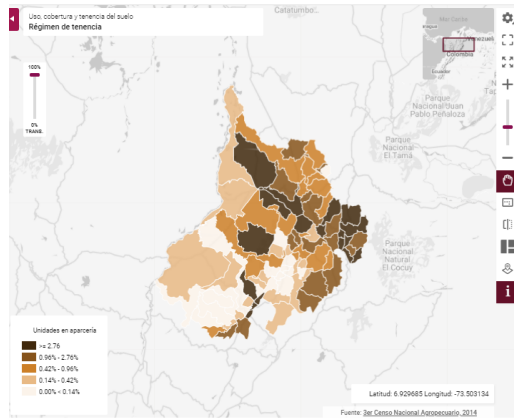 Uso, cobertura y tenencia del suelo
Régimen de tenencia
Catatumbo
Mar Caribe
Venezuela
Colombia
Ecuador
100%
0%
TRANS.
Parque
Nacional Juan
Pablo Peñaloza
Parque
Nacional
El Tama
Parque
Nacional
Natural
El Cocuy
Unidades en aparcería
>= 2.76
0.96% - 2.76%
0.42% - 0.96%
0.14% - 0.42%
0.00% < 0.14%
Latitud: 6.929685 Longitud: -73.503134
Fuente: 3er Censo Nacional Agropecuario, 2014
i